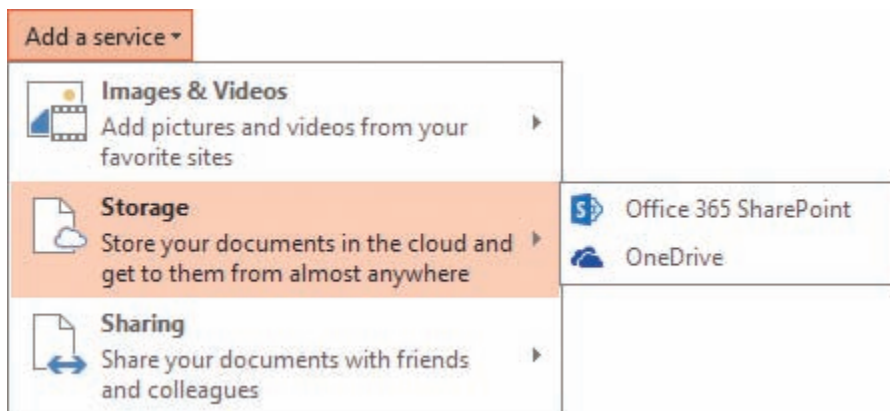 Add a service
Images & Videos
Add pictures and videos from your
favorite sites
Storage
Store your documents in the cloud and
get to them from almost anywhere
Office 365 SharePoint
OneDrive
Sharing
Share your documents with friends
and colleagues